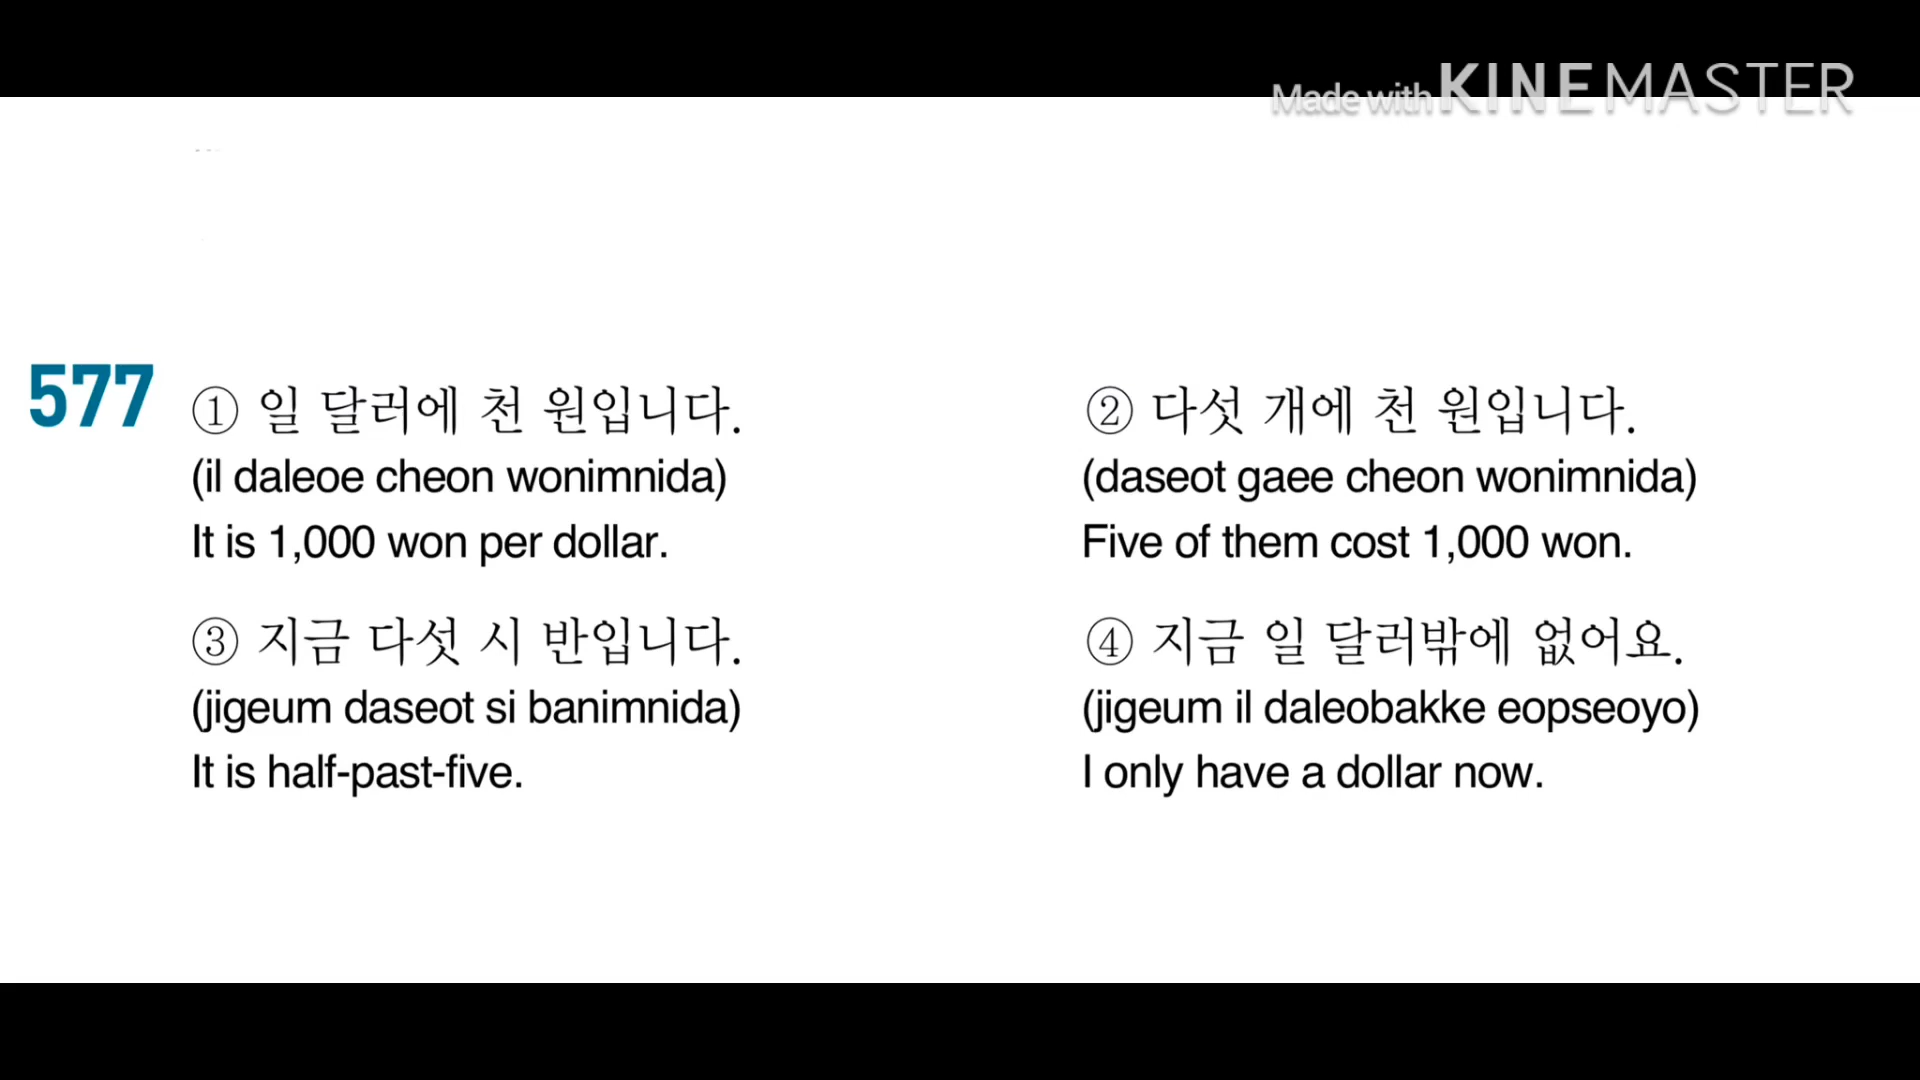 Made with KINEMASTER
577
① 일 달러에 천 원입니다.
(il daleoe cheon wonimnida)
It is 1,000 won per dollar.
② 다섯 개에 천 원입니다.
(daseot gaee cheon wonimnida)
Five of them cost 1,000 won.
③ 지금 다섯 시 반입니다.
(jigeum daseot si banimnida)
It is half-past-five.
④ 지금 일 달러밖에 없어요.
(jigeum il daleobakke eopseoyo)
I only have a dollar now.